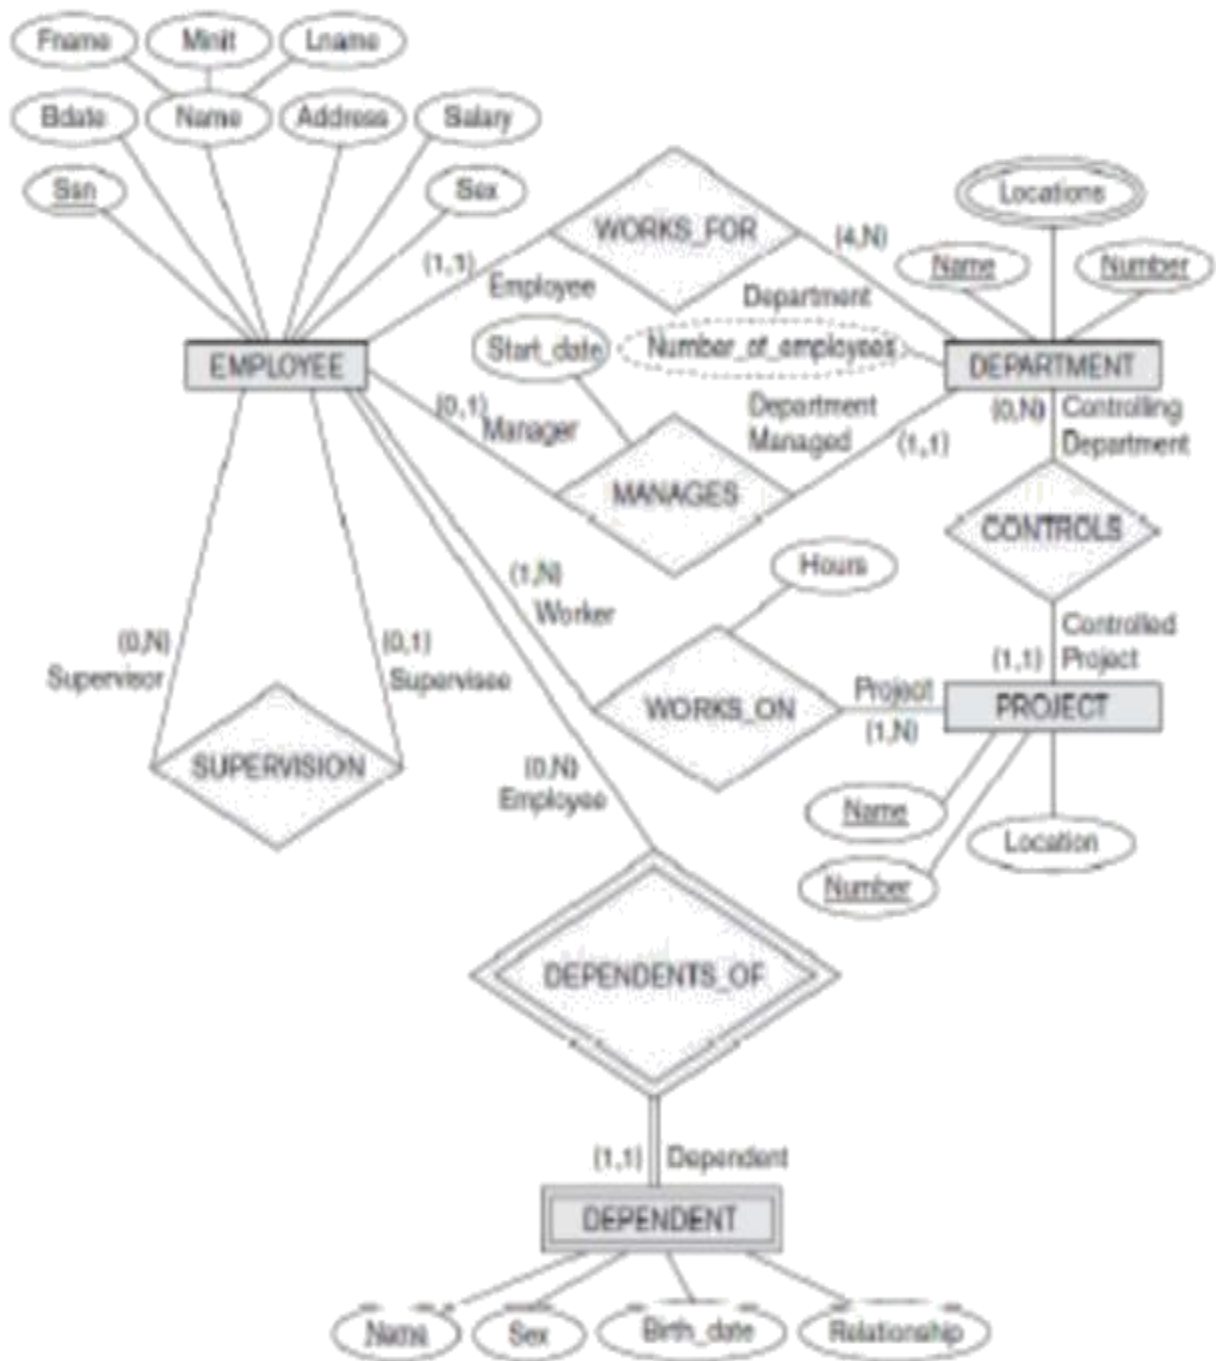 Fname Minit Lname
Bdate Name Address Salary
Ssn Sex
WORKS_FOR
Locations
(1,1)
Employee
(4,N)
Department
Name Number
Start_date
Number_of_employees
EMPLOYEE
DEPARTMENT
(0,1)
Manager
Department
Managed
(1,1)
(0,N)
Controlling
Department
MANAGES
CONTROLS
Hours
(1,N)
Worker
(0,N)
Supervisor
(0,1)
Supervisee
Controlled
Project
(1,1)
WORKS_ON
Project
(1,N)
PROJECT
SUPERVISION
(0,N)
Employee
Name
Location
Number
DEPENDENTS_OF
(1,1)
Dependent
DEPENDENT
Name Sex Birth_date Relationship